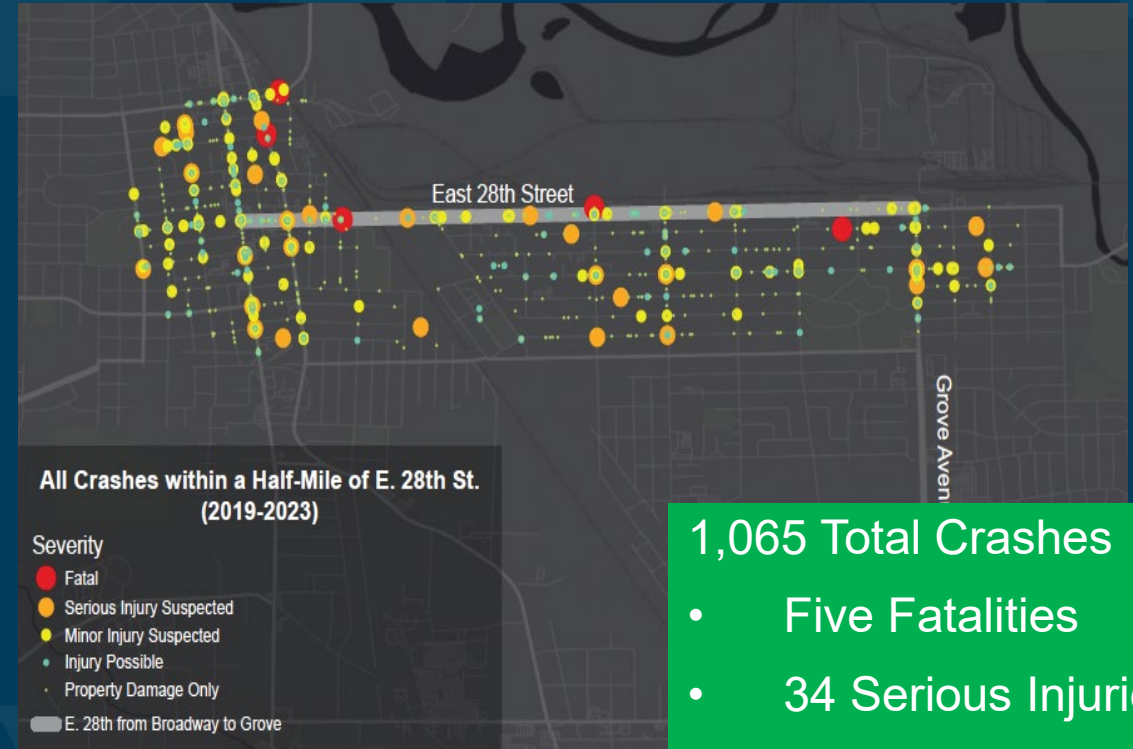 East 28th Street
Grove Avenu
All Crashes within a Half-Mile of E. 28th St.
(2019-2023)
Severity
Fatal
Serious Injury Suspected
Minor Injury Suspected
Injury Possible
Property Damage Only
E. 28th from Broadway to Grove
1,065 Total Crashes
• Five Fatalities
• 34 Serious Injurie